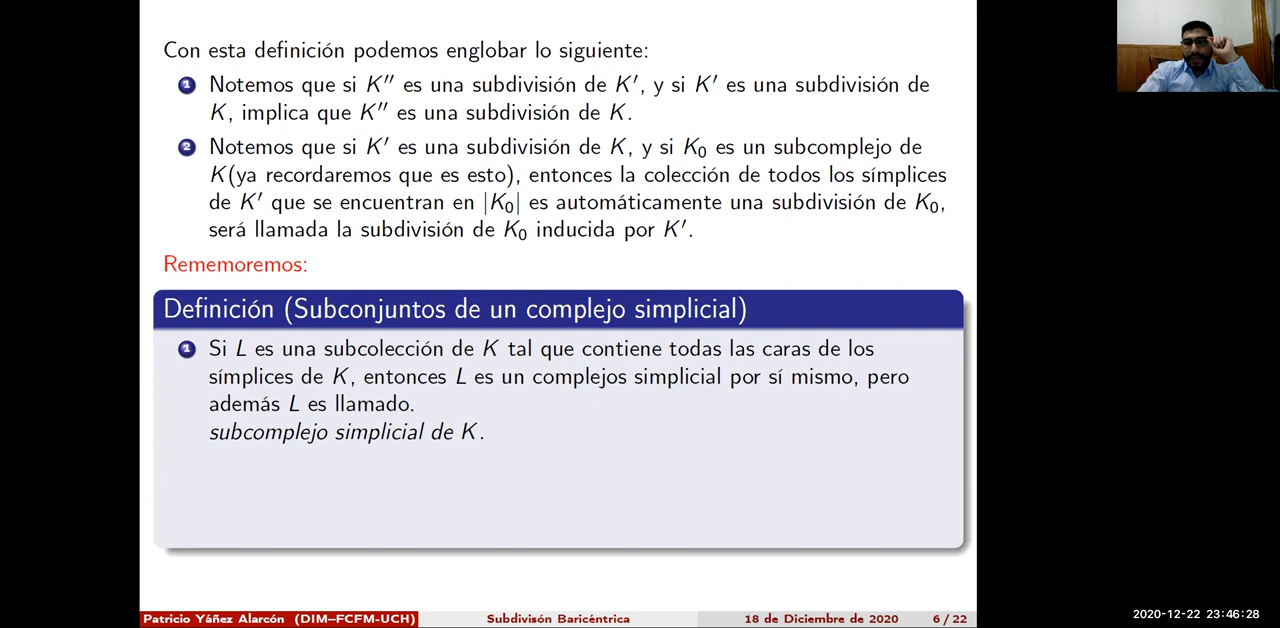 Con esta definición podemos englobar lo siguiente:
1 Notemos que si K″ es una subdivisión de K′, y si K′ es una subdivisión de
K, implica que K″ es una subdivisión de K.
2 Notemos que si K′ es una subdivisión de K, y si K₀ es un subcomplejo de
K(ya recordaremos que es esto), entonces la colección de todos los símplices
de K′ que se encuentran en |K₀| es automáticamente una subdivisión de K₀,
será llamada la subdivisión de K₀ inducida por K′.
Rememoremos:
Definición (Subconjuntos de un complejo simplicial)
1 Si L es una subcolección de K tal que contiene todas las caras de los
símplices de K, entonces L es un complejos simplicial por sí mismo, pero
además L es llamado.
subcomplejo simplicial de K.
Patricio Yáñez Alarcón (DIM–FCFM-UCH) Subdivisón Baricéntrica 18 de Diciembre de 2020 6 / 22
2020-12-22 23:46:28